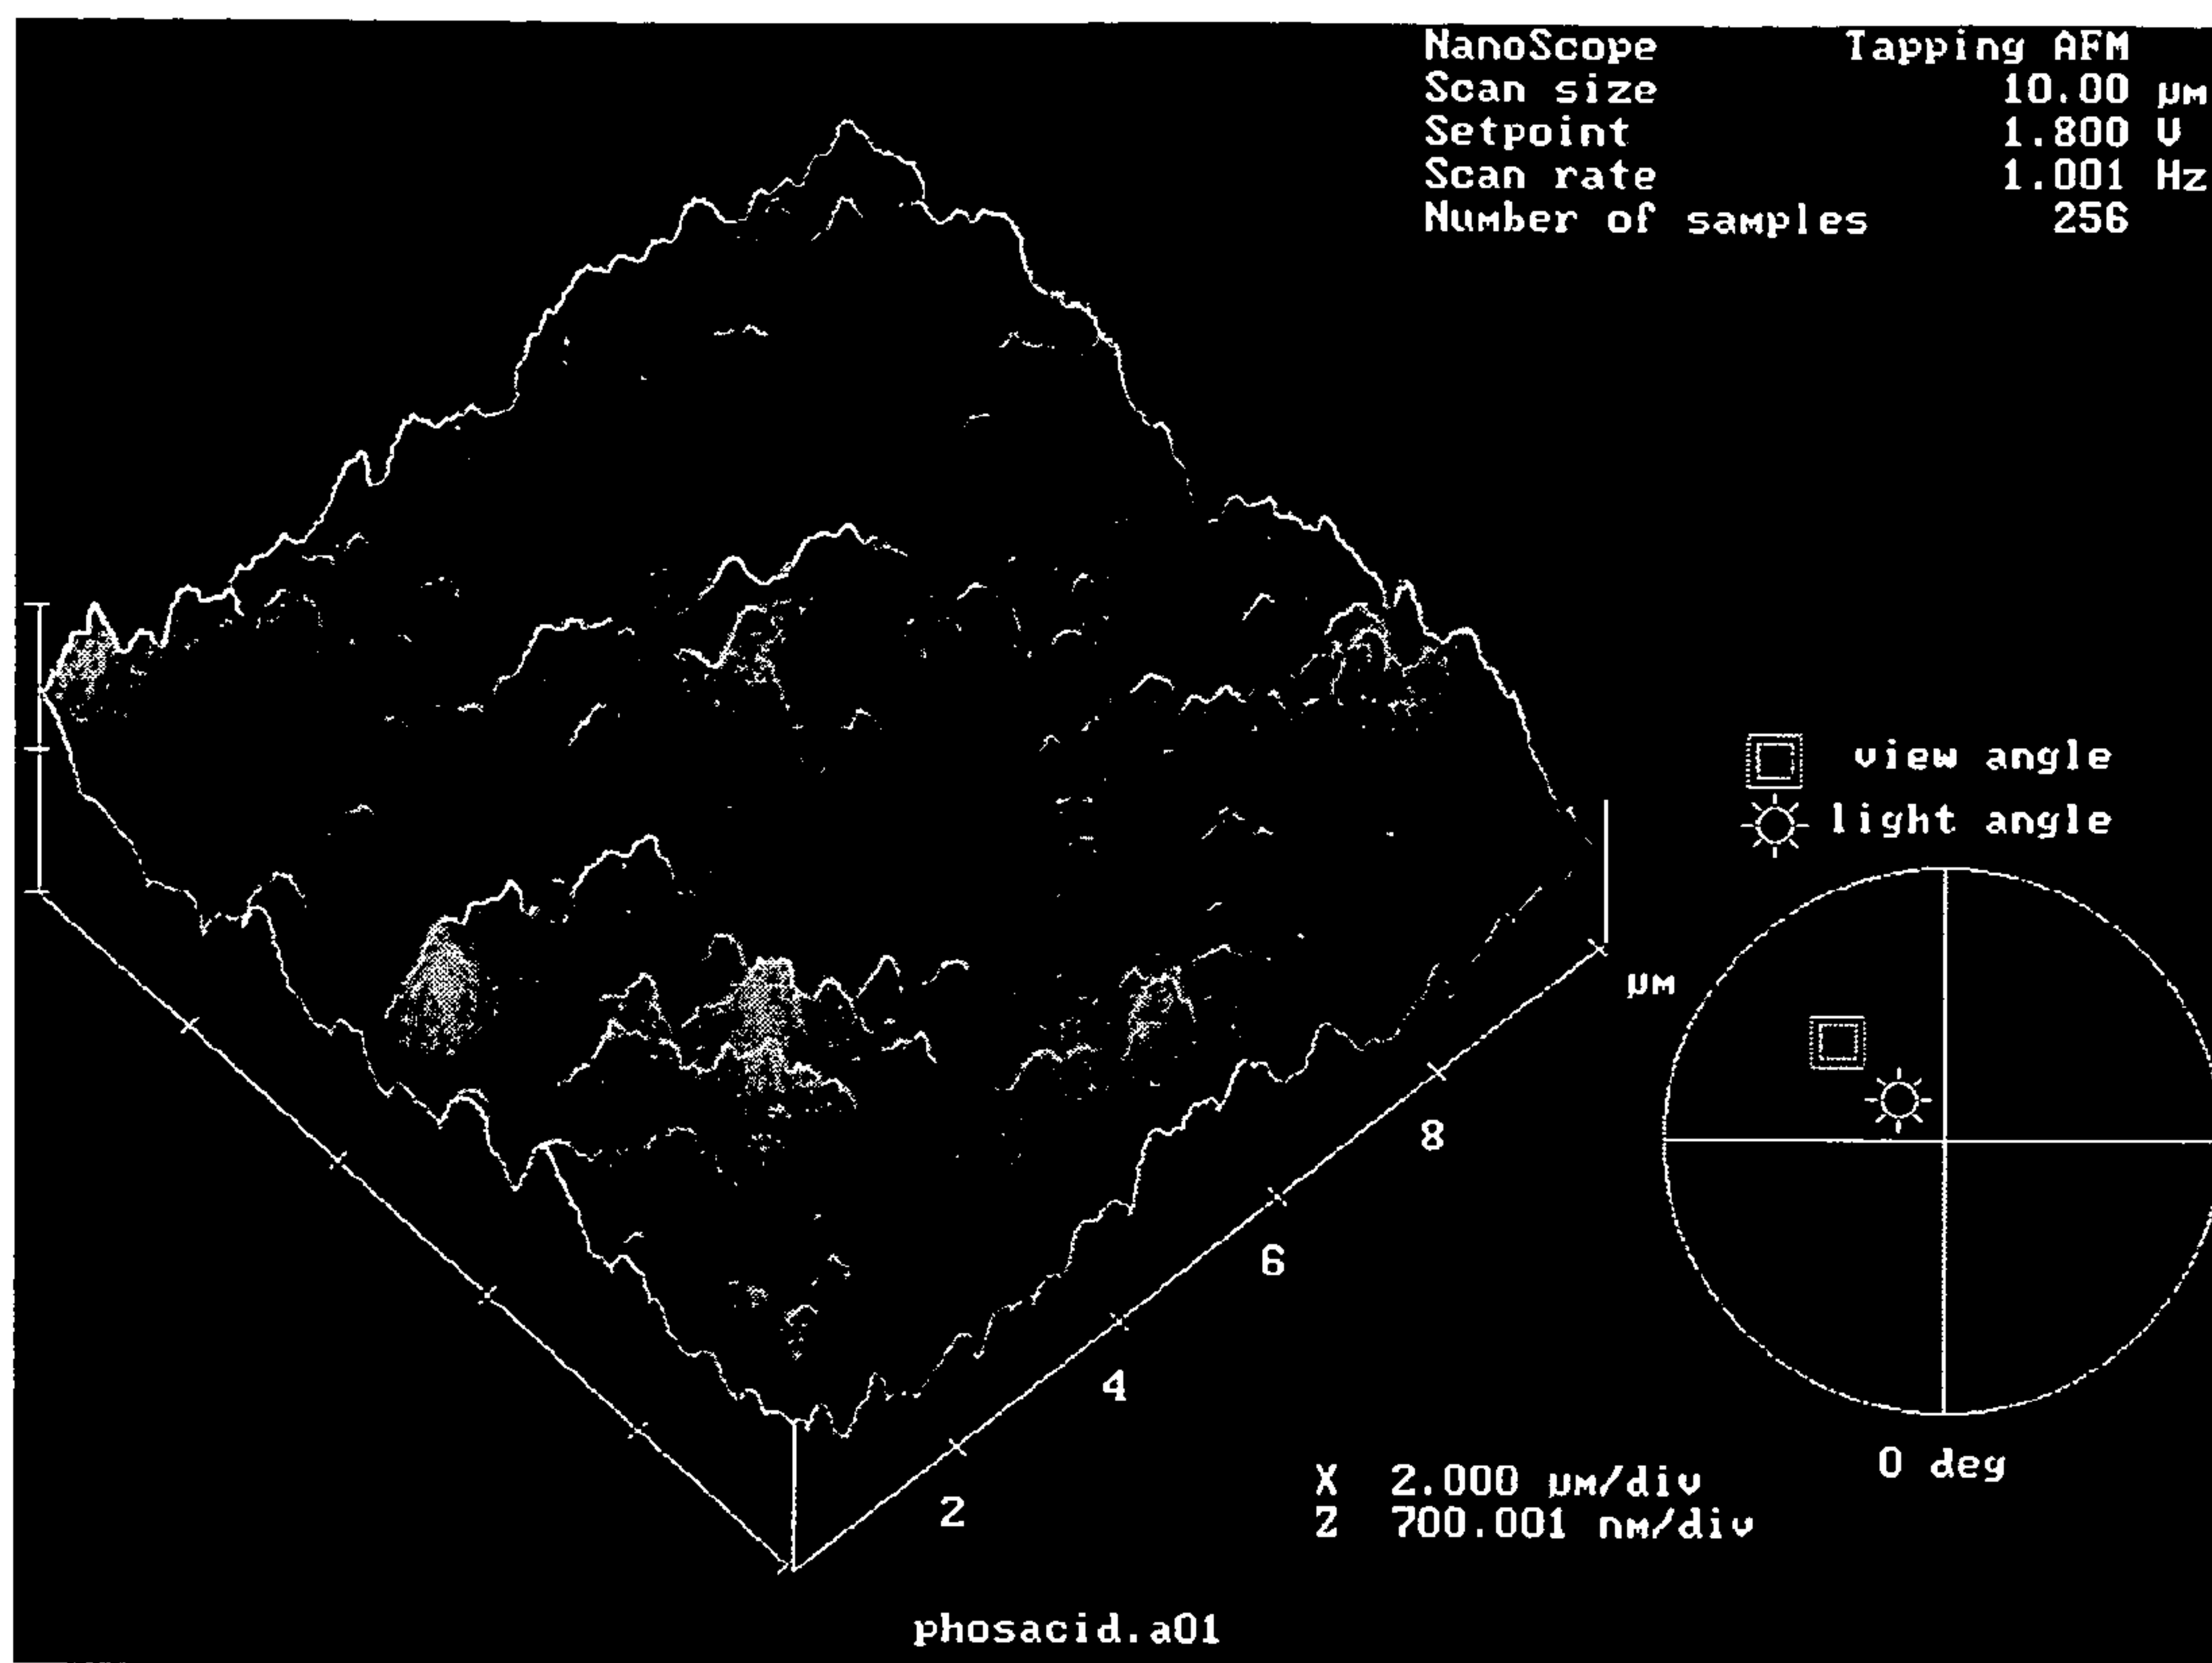 NanoScope Tapping AFM
Scan size 10.00 µm
Setpoint 1.800 V
Scan rate 1.001 Hz
Number of samples 256
view angle
light angle
µm
8
6
4
2
0 deg
X 2.000 µm/div
Z 700.001 nm/div
phosacid.a01